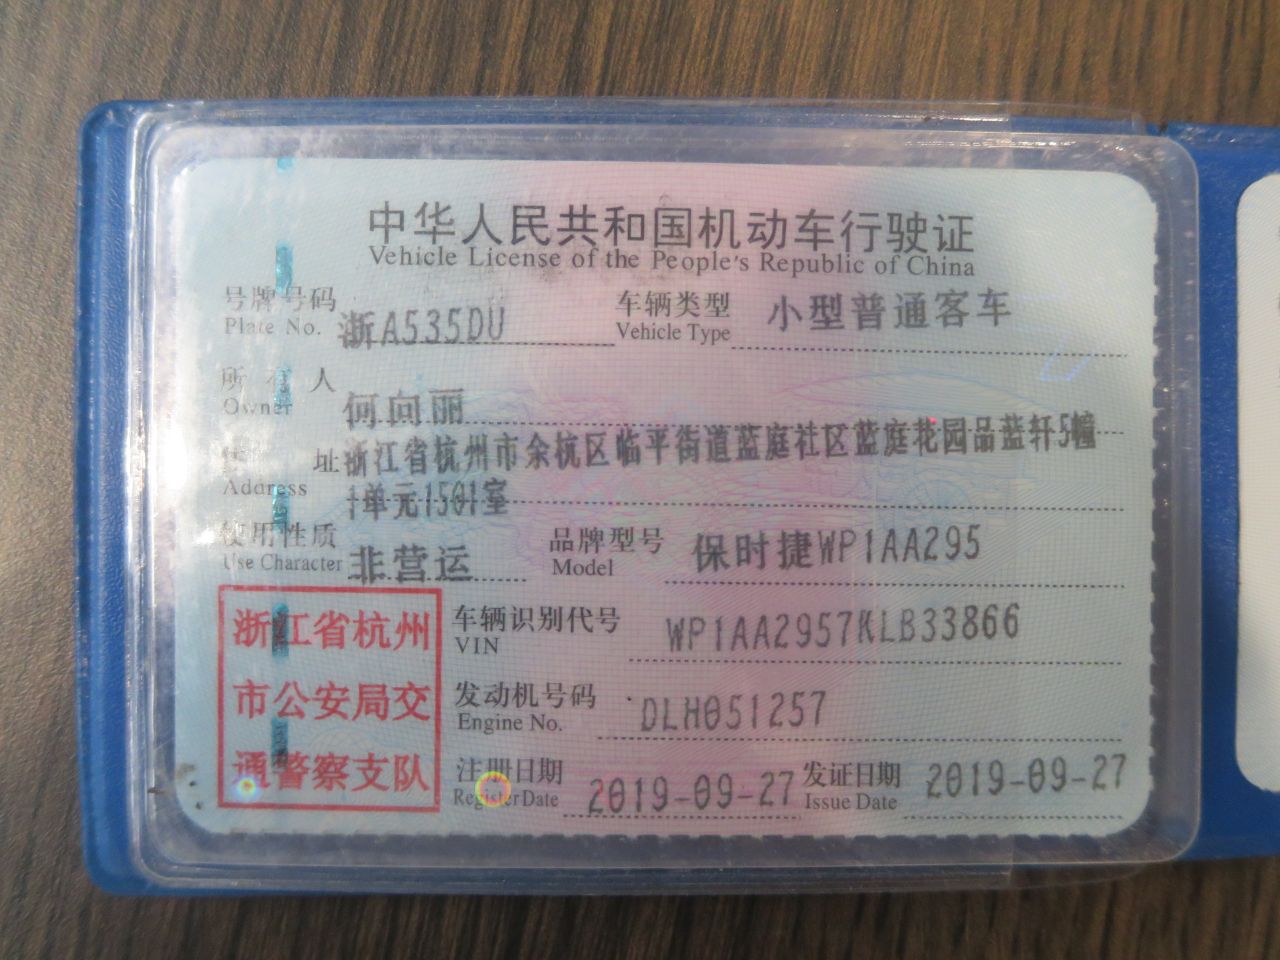 中华人民共和国机动车行驶证
Vehicle License of the People's Republic of China
号牌号码 浙A535DU 车辆类型 小型普通客车
Plate No. Vehicle Type
所有人 何向丽
Owner
住址 浙江省杭州市余杭区临平街道蓝庭社区蓝庭花园品蓝轩5幢
Address 1单元1501室
使用性质 非营运 品牌型号 保时捷WP1AA295
Use Character Model
浙江省杭州 车辆识别代号 WP1AA2957KLB33866
VIN
市公安局交 发动机号码 DLH051257
Engine No.
通警察支队 注册日期 2019-09-27 发证日期 2019-09-27
Register Date Issue Date